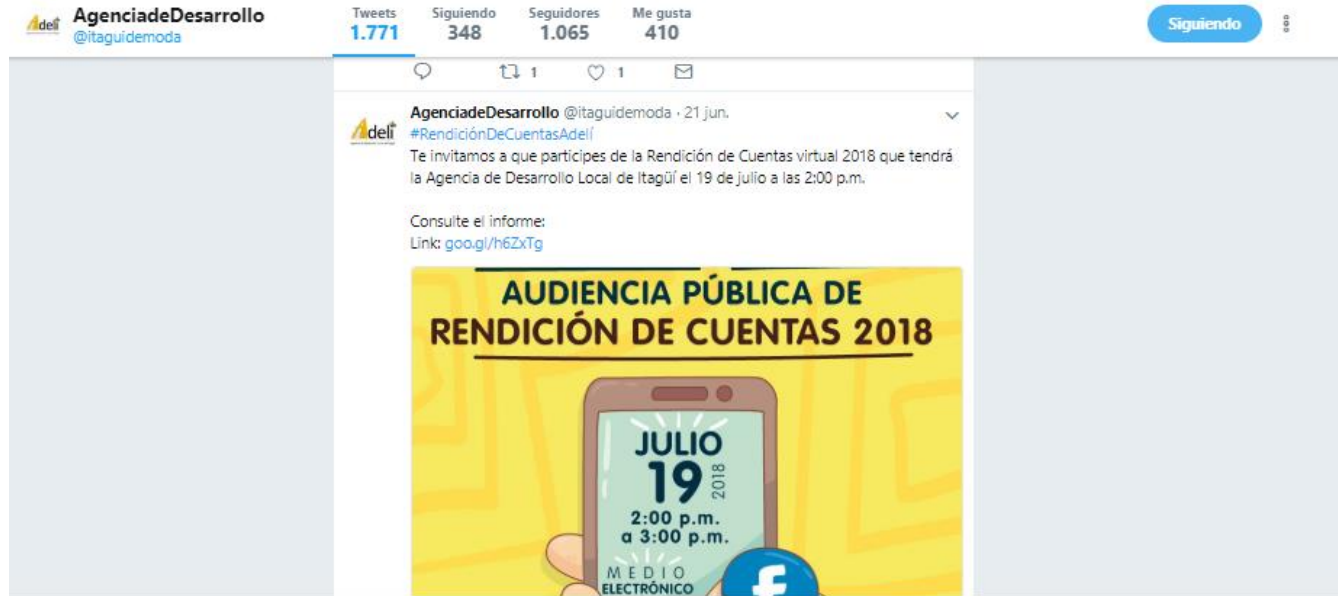 Adelí
AgenciadeDesarrollo
@itaguidemoda
Tweets
1.771
Siguiendo
348
Seguidores
1.065
Me gusta
410
Siguiendo
1
1
Adelí
AgenciadeDesarrollo @itaguidemoda · 21 jun.
#RendiciónDeCuentasAdelí
Te invitamos a que participes de la Rendición de Cuentas virtual 2018 que tendrá
la Agencia de Desarrollo Local de Itagüí el 19 de julio a las 2:00 p.m.
Consulte el informe:
Link: goo.gl/h6ZxTg
AUDIENCIA PÚBLICA DE
RENDICIÓN DE CUENTAS 2018
JULIO
19
2018
2:00 p.m.
a 3:00 p.m.
MEDIO
ELECTRÓNICO
f